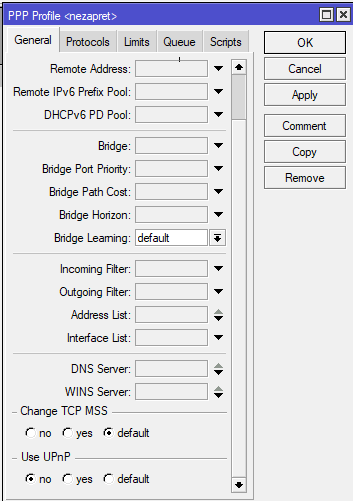 PPP Profile <nezapret>
General Protocols Limits Queue Scripts
OK
Cancel
Apply
Comment
Copy
Remove
Remote Address:
Remote IPv6 Prefix Pool:
DHCPv6 PD Pool:
Bridge:
Bridge Port Priority:
Bridge Path Cost:
Bridge Horizon:
Bridge Learning: default
Incoming Filter:
Outgoing Filter:
Address List:
Interface List:
DNS Server:
WINS Server:
Change TCP MSS
no yes default
Use UPnP
no yes default